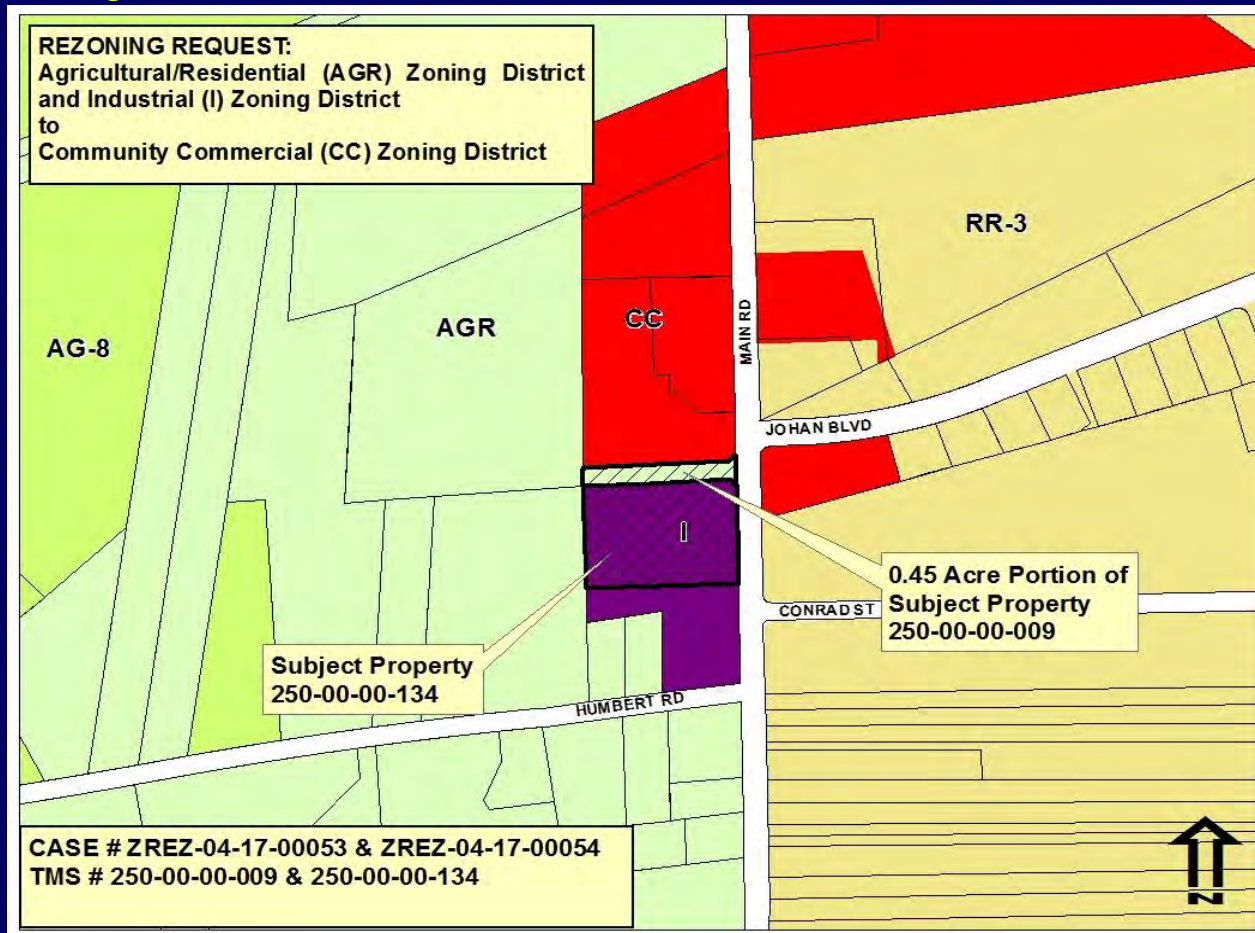 REZONING REQUEST:
Agricultural/Residential (AGR) Zoning District
and Industrial (I) Zoning District
to
Community Commercial (CC) Zoning District
RR-3
AG-8
AGR
CC
MAIN RD
JOHAN BLVD
I
0.45 Acre Portion of
Subject Property
250-00-00-009
CONRAD ST
Subject Property
250-00-00-134
HUMBERT RD
CASE # ZREZ-04-17-00053 & ZREZ-04-17-00054
TMS # 250-00-00-009 & 250-00-00-134
N